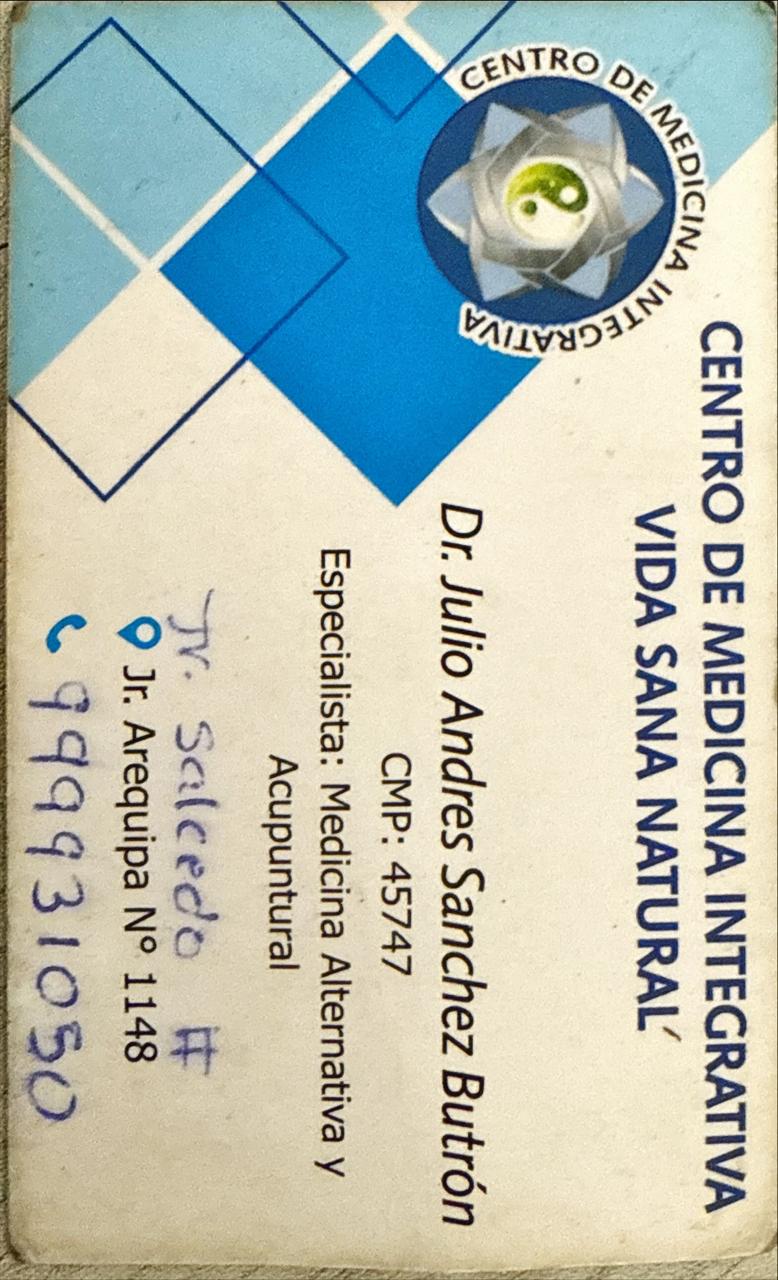 CENTRO DE MEDICINA INTEGRATIVA
CENTRO DE MEDICINA INTEGRATIVA
VIDA SANA NATURAL´
Dr. Julio Andres Sanchez Butrón
CMP: 45747
Especialista: Medicina Alternativa y
Acupuntural
Jr. Salcedo #
Jr. Arequipa Nº 1148
999931050